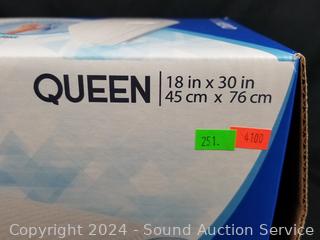 QUEEN
18 in x 30 in
45 cm x 76 cm
251.
4100
Copyright 2024 - Sound Auction Service